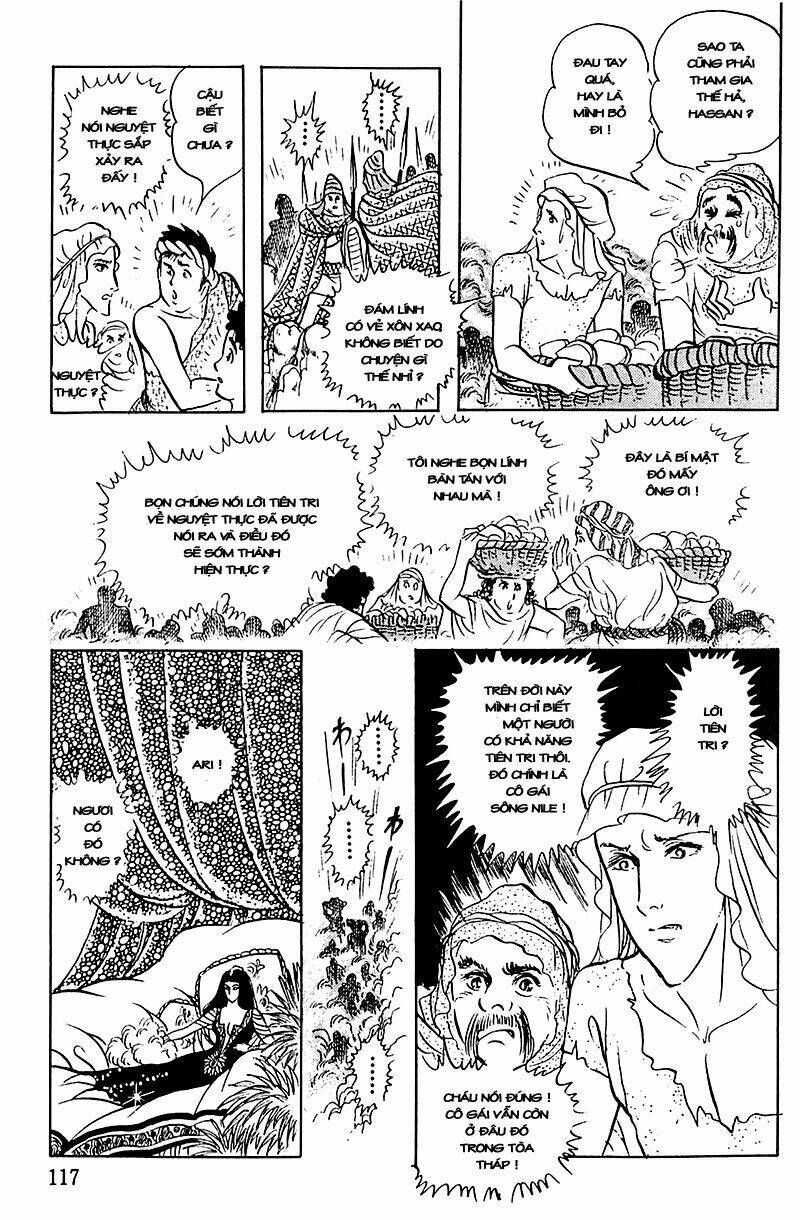 SAO TA
CŨNG PHẢI
THAM GIA
THẾ HẢ,
HASSAN ?
ĐAU TAY
QUÁ,
HAY LÀ
MÌNH BỎ
ĐI !
ĐÁM LÍNH
CÓ VẺ XÔN XAO,
KHÔNG BIẾT DO
CHUYỆN GÌ
THẾ NHỈ ?
CẬU
BIẾT
GÌ
CHƯA ?
NGHE
NÓI NGUYỆT
THỰC SẮP
XẢY RA
ĐẤY !
NGUYỆT
THỰC ?
ĐÂY LÀ BÍ MẬT
ĐÓ MẤY
ÔNG ƠI !
TÔI NGHE BỌN LÍNH
BÀN TÁN VỚI
NHAU MÀ !
BỌN CHÚNG NÓI LỜI TIÊN TRI
VỀ NGUYỆT THỰC ĐÃ ĐƯỢC
NÓI RA VÀ ĐIỀU ĐÓ
SẼ SỚM THÀNH
HIỆN THỰC ?
LỜI
TIÊN
TRI ?
TRÊN ĐỜI NÀY
MÌNH CHỈ BIẾT
MỘT NGƯỜI
CÓ KHẢ NĂNG
TIÊN TRI THÔI.
ĐÓ CHÍNH LÀ
CÔ GÁI
SÔNG NILE !
CHÁU NÓI ĐÚNG !
CÔ GÁI VẪN CÒN
Ở ĐÂU ĐÓ
TRONG TÒA
THÁP !
わー
わー
ARI !
NGƯƠI
CÓ
ĐÓ
KHÔNG ?
117